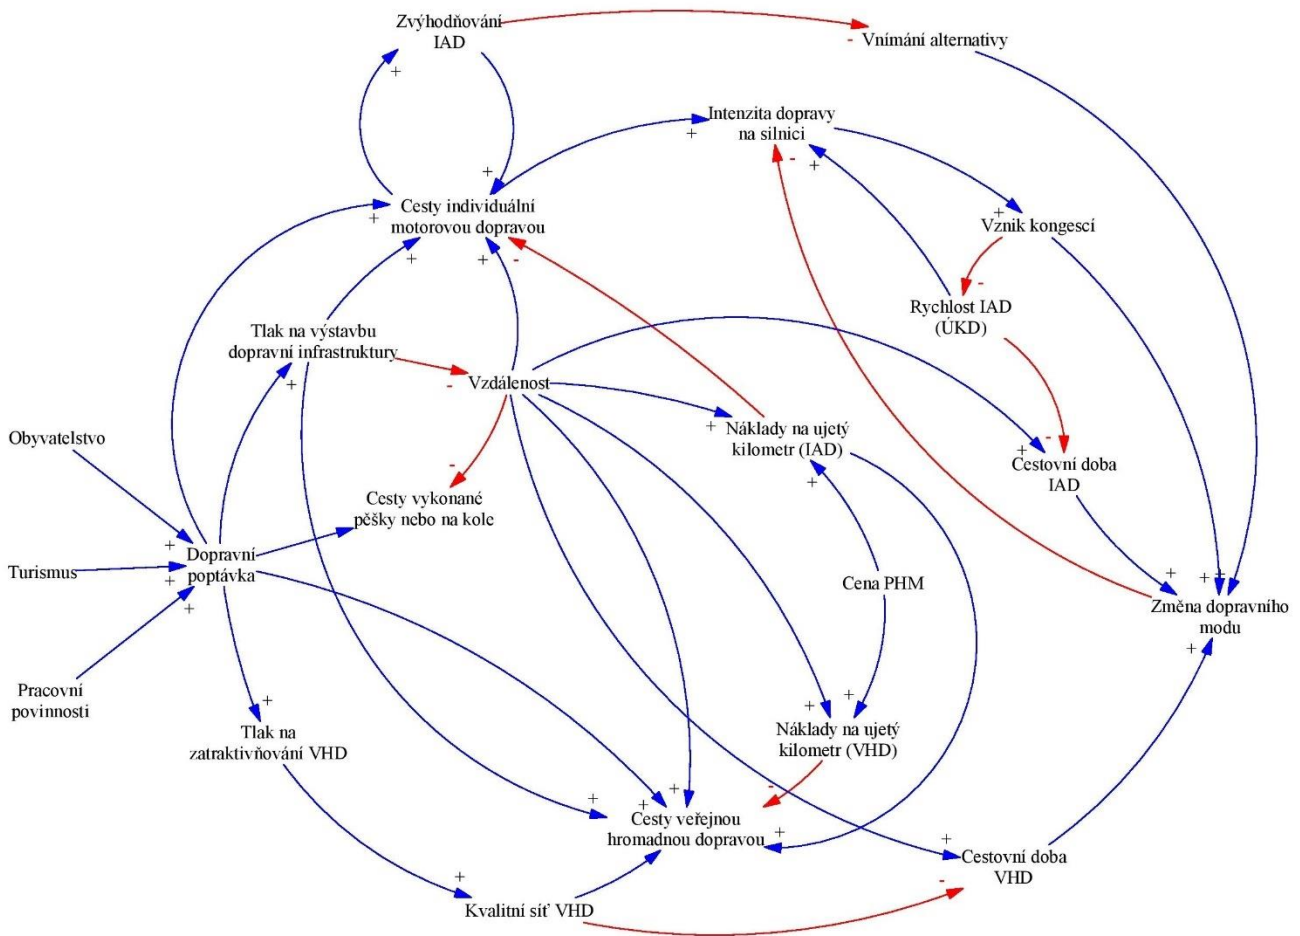 Zvýhodňování
IAD
Vnímání alternativy
Intenzita dopravy
na silnici
Cesty individuální
motorovou dopravou
Vznik kongescí
Rychlost IAD
(ÚKD)
Tlak na výstavbu
dopravní infrastruktury
Vzdálenost
Náklady na ujetý
kilometr (IAD)
Obyvatelstvo
Cestovní doba
IAD
Cesty vykonané
pěšky nebo na kole
Dopravní
poptávka
Turismus
Cena PHM
Změna dopravního
modu
Pracovní
povinnosti
Tlak na
zatraktivňování VHD
Náklady na ujetý
kilometr (VHD)
Cesty veřejnou
hromadnou dopravou
Cestovní doba
VHD
Kvalitní síť VHD